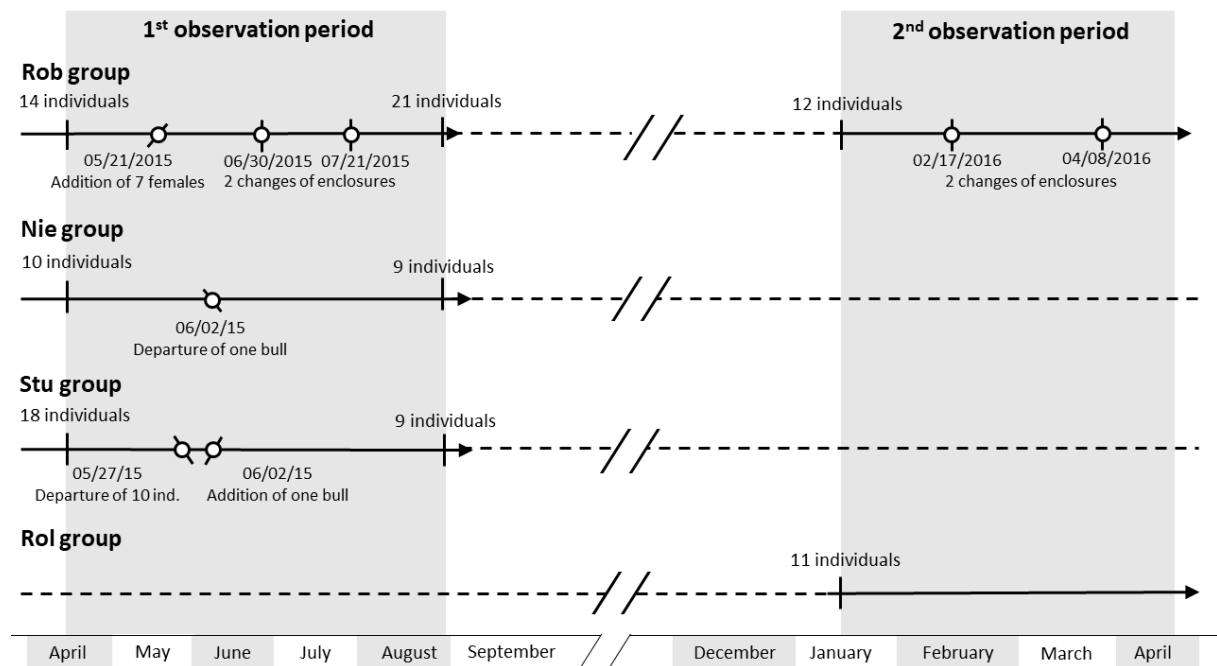 1st observation period
2nd observation period
Rob group
14 individuals
21 individuals
12 individuals
05/21/2015
06/30/2015
07/21/2015
02/17/2016
04/08/2016
Addition of 7 females
2 changes of enclosures
2 changes of enclosures
Nie group
10 individuals
9 individuals
06/02/15
Departure of one bull
Stu group
18 individuals
9 individuals
05/27/15
06/02/15
Departure of 10 ind.
Addition of one bull
Rol group
11 individuals
April
May
June
July
August
September
December
January
February
March
April